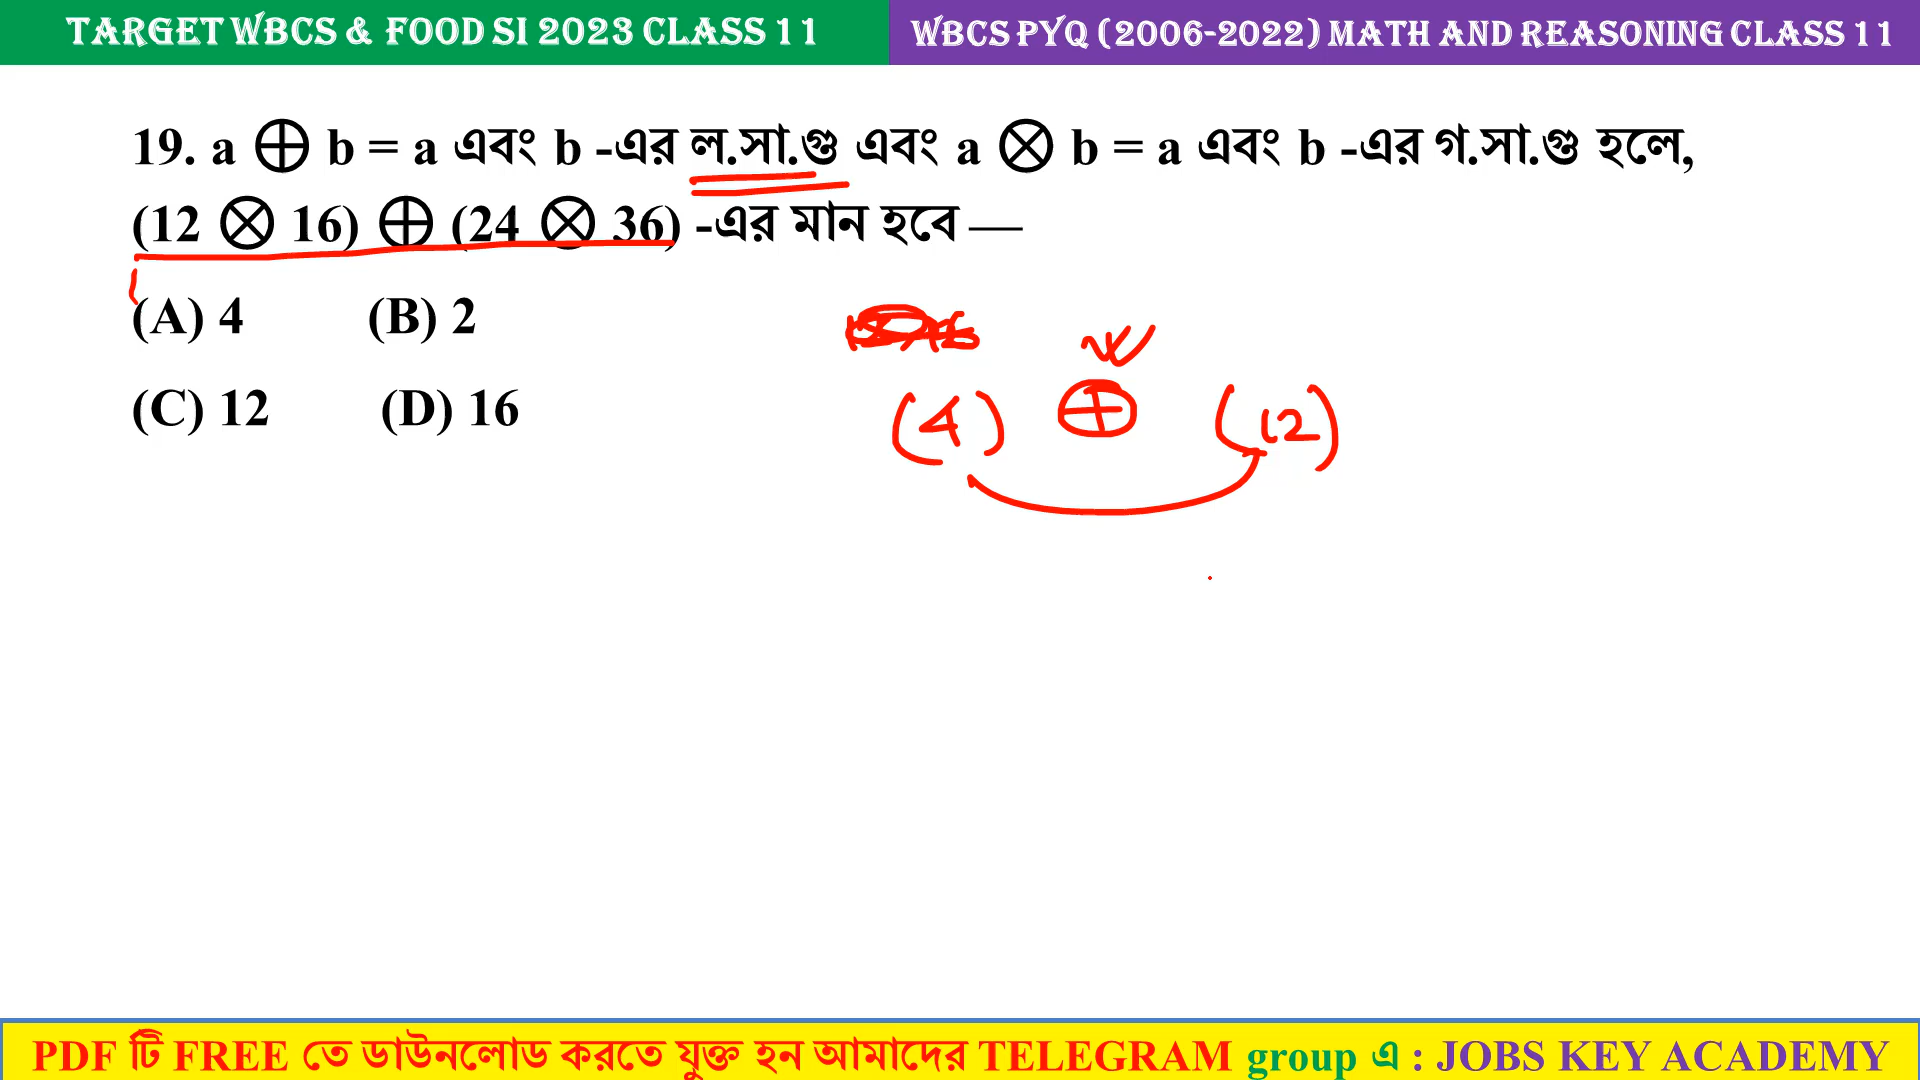 TARGET WBCS & FOOD SI 2023 CLASS 11
WBCS PYQ (2006-2022) MATH AND REASONING CLASS 11
19. a ⊕ b = a এবং b -এর ল.সা.গু এবং a ⊗ b = a এবং b -এর গ.সা.গু হলে,
(12 ⊗ 16) ⊕ (24 ⊗ 36) -এর মান হবে —
(A) 4 (B) 2
(C) 12 (D) 16
(4) ⊕ (12)
PDF টি FREE তে ডাউনলোড করতে যুক্ত হন আমাদের TELEGRAM group এ : JOBS KEY ACADEMY